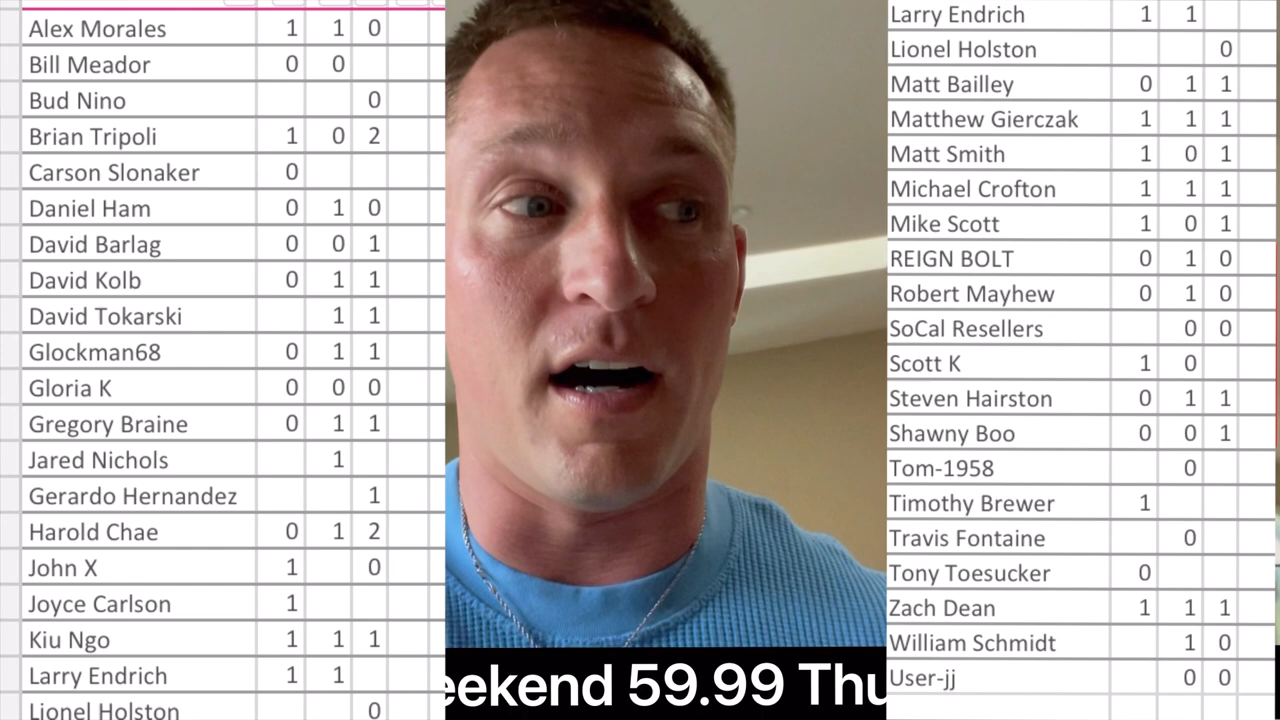 Alex Morales 1 1 0
Bill Meador 0 0
Bud Nino 0
Brian Tripoli 1 0 2
Carson Slonaker 0
Daniel Ham 0 1 0
David Barlag 0 0 1
David Kolb 0 1 1
David Tokarski 1 1
Glockman68 0 1 1
Gloria K 0 0 0
Gregory Braine 0 1 1
Jared Nichols 1
Gerardo Hernandez 1
Harold Chae 0 1 2
John X 1 0
Joyce Carlson 1
Kiu Ngo 1 1 1
Larry Endrich 1 1
Lionel Holston 0
eekend 59.99 Thu
Larry Endrich 1 1
Lionel Holston 0
Matt Bailley 0 1 1
Matthew Gierczak 1 1 1
Matt Smith 1 0 1
Michael Crofton 1 1 1
Mike Scott 1 0 1
REIGN BOLT 0 1 0
Robert Mayhew 0 1 0
SoCal Resellers 0 0
Scott K 1 0
Steven Hairston 0 1 1
Shawny Boo 0 0 1
Tom-1958 0
Timothy Brewer 1
Travis Fontaine 0
Tony Toesucker 0
Zach Dean 1 1 1
William Schmidt 1 0
User-jj 0 0